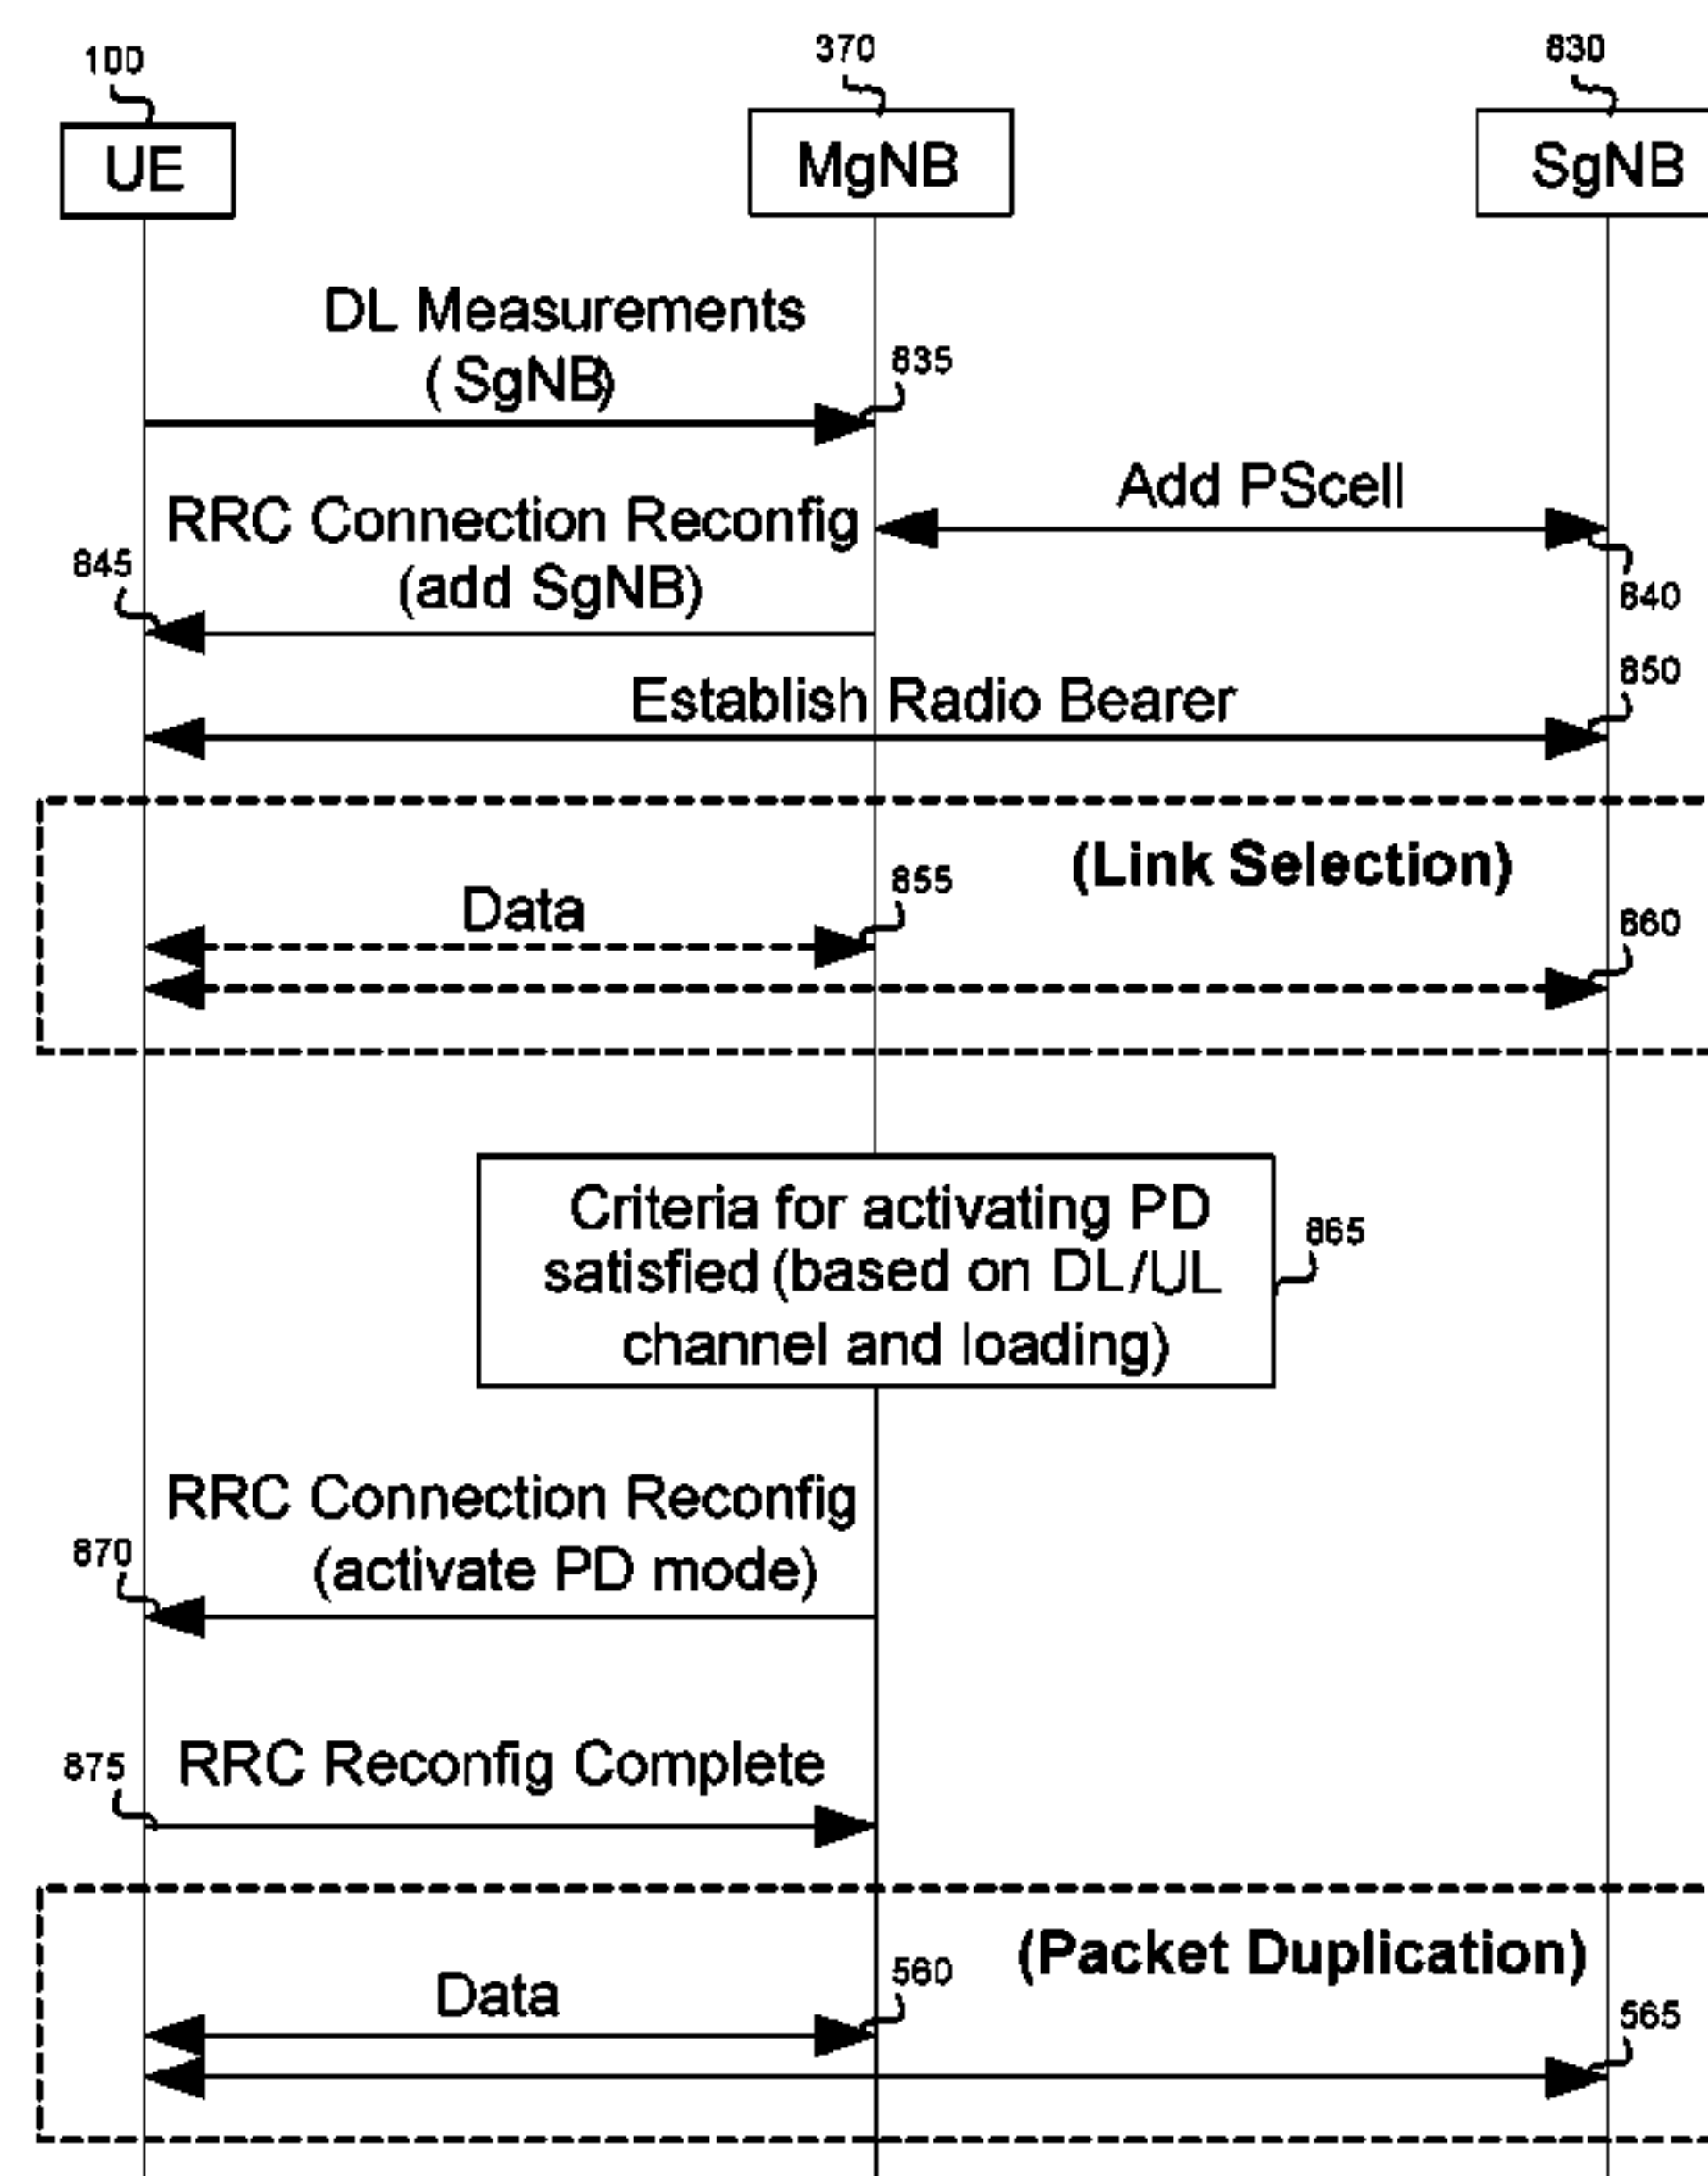 100
370
830
UE
MgNB
SgNB
DL Measurements
(SgNB)
835
Add PScell
RRC Connection Reconfig
845
(add SgNB)
840
850
Establish Radio Bearer
(Link Selection)
855
Data
860
Criteria for activating PD
865
satisfied (based on DL/UL
channel and loading)
RRC Connection Reconfig
870
(activate PD mode)
875
RRC Reconfig Complete
(Packet Duplication)
560
Data
565